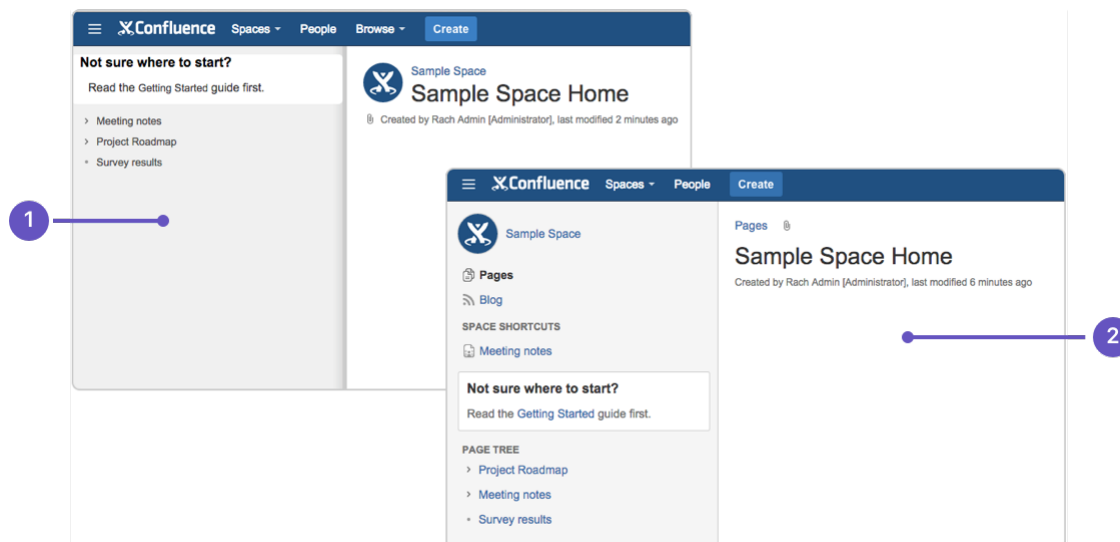 Confluence Spaces People Browse Create
Not sure where to start?
Read the Getting Started guide first.
Meeting notes
Project Roadmap
Survey results
Sample Space
Sample Space Home
Created by Rach Admin [Administrator], last modified 2 minutes ago
1
Confluence Spaces People Create
Sample Space
Pages
Blog
SPACE SHORTCUTS
Meeting notes
Not sure where to start?
Read the Getting Started guide first.
PAGE TREE
Project Roadmap
Meeting notes
Survey results
Pages
Sample Space Home
Created by Rach Admin [Administrator], last modified 6 minutes ago
2